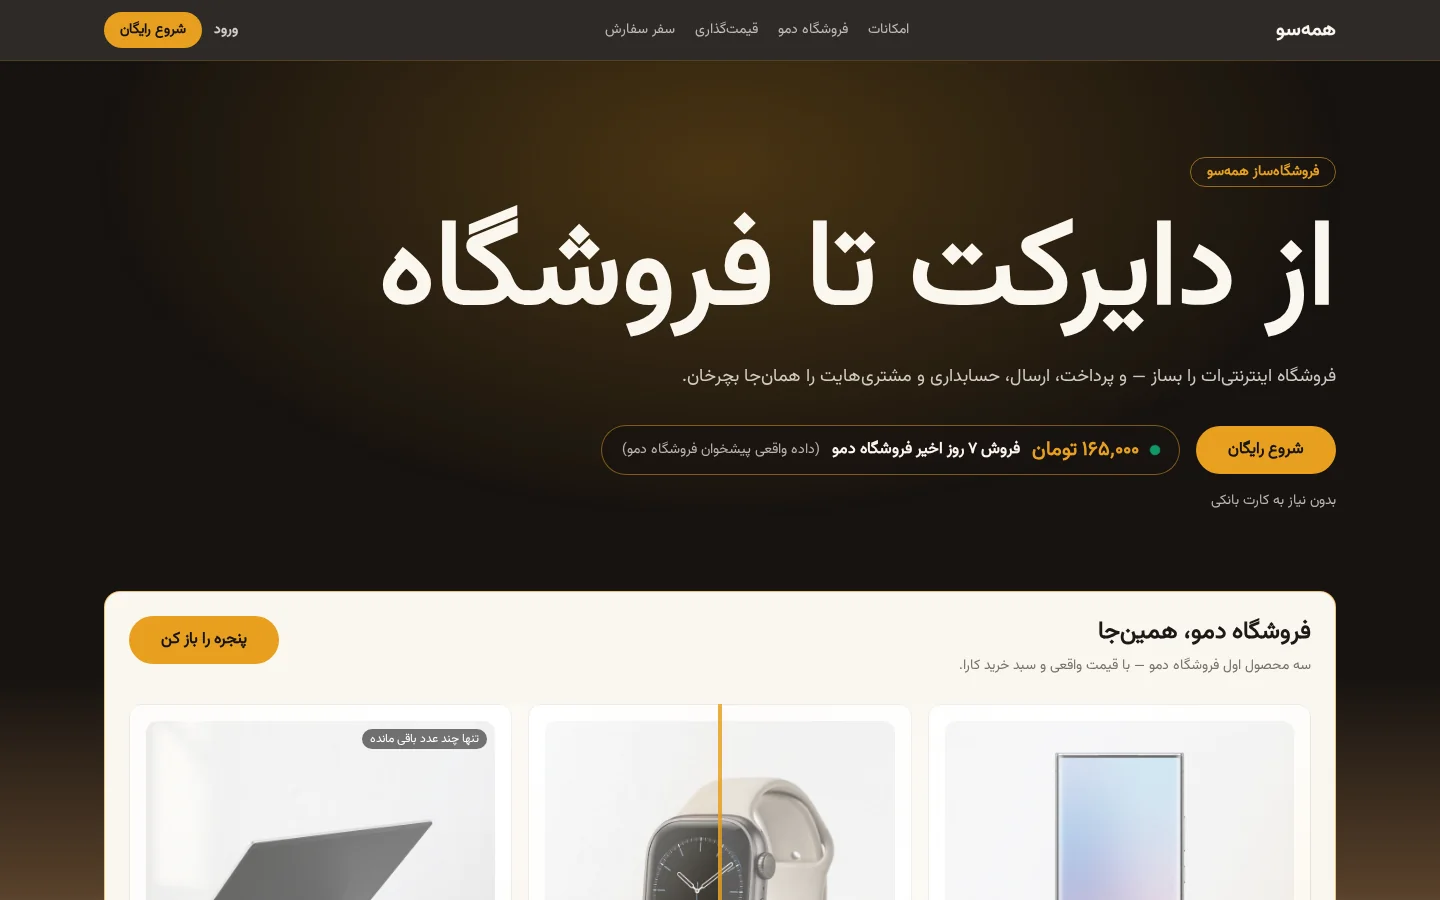 همه‌سو
امکانات فروشگاه دمو قیمت‌گذاری سفر سفارش
ورود شروع رایگان
فروشگاه‌ساز همه‌سو
از دایرکت تا فروشگاه
فروشگاه اینترنتی‌ات را بساز — و پرداخت، ارسال، حسابداری و مشتری‌هایت را همان‌جا بچرخان.
شروع رایگان ۱۶۵,۰۰۰ تومان فروش ۷ روز اخیر فروشگاه دمو (داده واقعی پیشخوان فروشگاه دمو)
بدون نیاز به کارت بانکی
فروشگاه دمو، همین‌جا
پنجره را باز کن
سه محصول اول فروشگاه دمو — با قیمت واقعی و سبد خرید کارا.
تنها چند عدد باقی مانده